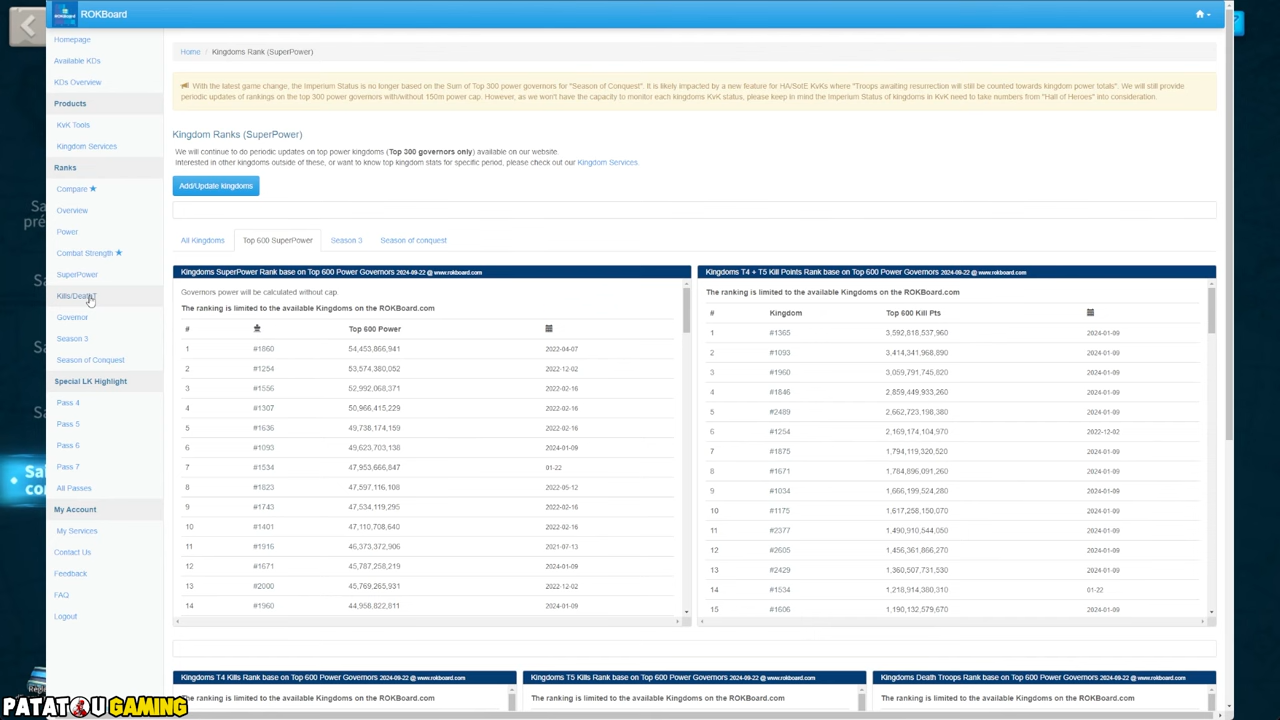 ROKBoard
Homepage
Available KDs
KDs Overview
Products
KvK Tools
Kingdom Services
Ranks
Compare
Overview
Power
Combat Strength
SuperPower
Kills/Death
Governor
Season 3
Season of Conquest
Special LK Highlight
Pass 4
Pass 5
Pass 6
Pass 7
All Passes
My Account
My Services
Contact Us
Feedback
FAQ
Logout
Home / Kingdoms Rank (SuperPower)
With the latest game change, the Imperium Status is no longer based on the Sum of Top 300 power governors for "Season of Conquest". It is likely impacted by a new feature for HA/SotE KvKs where "Troops awaiting resurrection will still be counted towards kingdom power totals". We will still provide
periodic updates of rankings on the top 300 power governors with/without 150m power cap. However, as we won't have the capacity to monitor each kingdoms KvK status, please keep in mind the Imperium Status of kingdoms in KvK need to take numbers from "Hall of Heroes" into consideration.
Kingdom Ranks (SuperPower)
We will continue to do periodic updates on top power kingdoms (Top 300 governors only) available on our website.
Interested in other kingdoms outside of these, or want to know top kingdom stats for specific period, please check out our Kingdom Services.
Add/Update kingdoms
All Kingdoms Top 600 SuperPower Season 3 Season of conquest
Kingdoms SuperPower Rank base on Top 600 Power Governors 2024-09-22 @ www.rokboard.com
Governors power will be calculated without cap.
The ranking is limited to the available Kingdoms on the ROKBoard.com
# Top 600 Power
1 #1860 54,453,866,941 2022-04-07
2 #1254 53,574,380,052 2022-12-02
3 #1556 52,992,068,371 2022-02-16
4 #1307 50,966,415,229 2022-02-16
5 #1636 49,738,174,159 2022-02-16
6 #1093 49,623,703,138 2024-01-09
7 #1534 47,953,666,847 01-22
8 #1823 47,597,116,108 2022-05-12
9 #1743 47,534,119,295 2022-02-16
10 #1401 47,110,708,640 2022-02-16
11 #1916 46,373,372,906 2021-07-13
12 #1671 45,787,258,219 2024-01-09
13 #2000 45,769,265,931 2022-12-02
14 #1960 44,958,822,811 2024-01-09
Kingdoms T4 + T5 Kill Points Rank base on Top 600 Power Governors 2024-09-22 @ www.rokboard.com
The ranking is limited to the available Kingdoms on the ROKBoard.com
# Kingdom Top 600 Kill Pts
1 #1365 3,592,818,537,960 2024-01-09
2 #1093 3,414,341,968,890 2024-01-09
3 #1960 3,059,791,745,820 2024-01-09
4 #1846 2,859,449,933,260 2024-01-09
5 #2489 2,662,723,198,380 2024-01-09
6 #1254 2,169,174,104,970 2022-12-02
7 #1875 1,794,119,320,520 2024-01-09
8 #1671 1,784,896,091,260 2024-01-09
9 #1034 1,666,199,524,280 2024-01-09
10 #1175 1,617,258,150,070 2024-01-09
11 #2377 1,490,910,544,050 2024-01-09
12 #2605 1,456,361,866,270 2024-01-09
13 #2429 1,360,507,731,530 2024-01-09
14 #1534 1,218,914,380,310 01-22
15 #1606 1,190,132,579,670 2024-01-09
Kingdoms T4 Kills Rank base on Top 600 Power Governors 2024-09-22 @ www.rokboard.com
The ranking is limited to the available Kingdoms on the ROKBoard.com
Kingdoms T5 Kills Rank base on Top 600 Power Governors 2024-09-22 @ www.rokboard.com
The ranking is limited to the available Kingdoms on the ROKBoard.com
Kingdoms Death Troops Rank base on Top 600 Power Governors 2024-09-22 @ www.rokboard.com
The ranking is limited to the available Kingdoms on the ROKBoard.com
PATATOU GAMING